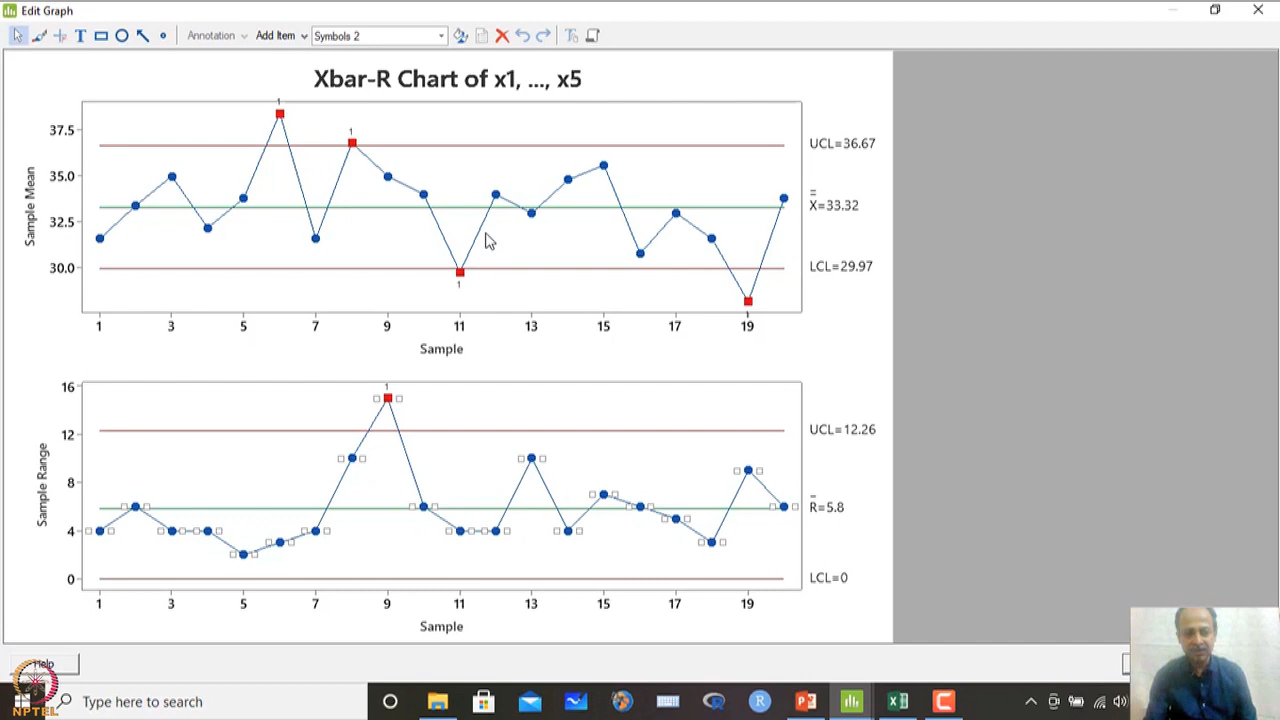 Edit Graph
Annotation Add Item Symbols 2
Xbar-R Chart of x1, ..., x5
1
1
37.5
UCL=36.67
35.0
Sample Mean
X=33.32
32.5
30.0
LCL=29.97
1
1
1 3 5 7 9 11 13 15 17 19
Sample
16
1
12
UCL=12.26
Sample Range
8
R=5.8
4
0
LCL=0
1 3 5 7 9 11 13 15 17 19
Sample
Help
Type here to search
NPTEL